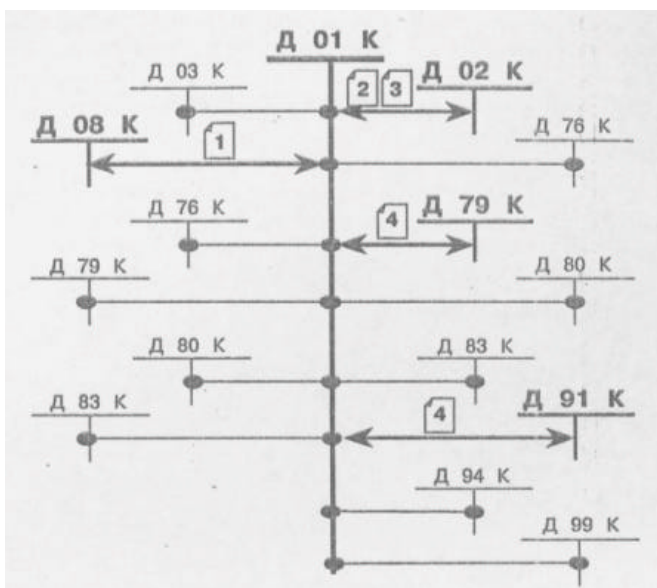 Д 01 К
Д 03 К
2 3
Д 02 К
Д 08 К
1
Д 76 К
Д 76 К
4
Д 79 К
Д 79 К
Д 80 К
Д 80 К
Д 83 К
Д 83 К
4
Д 91 К
Д 94 К
Д 99 К